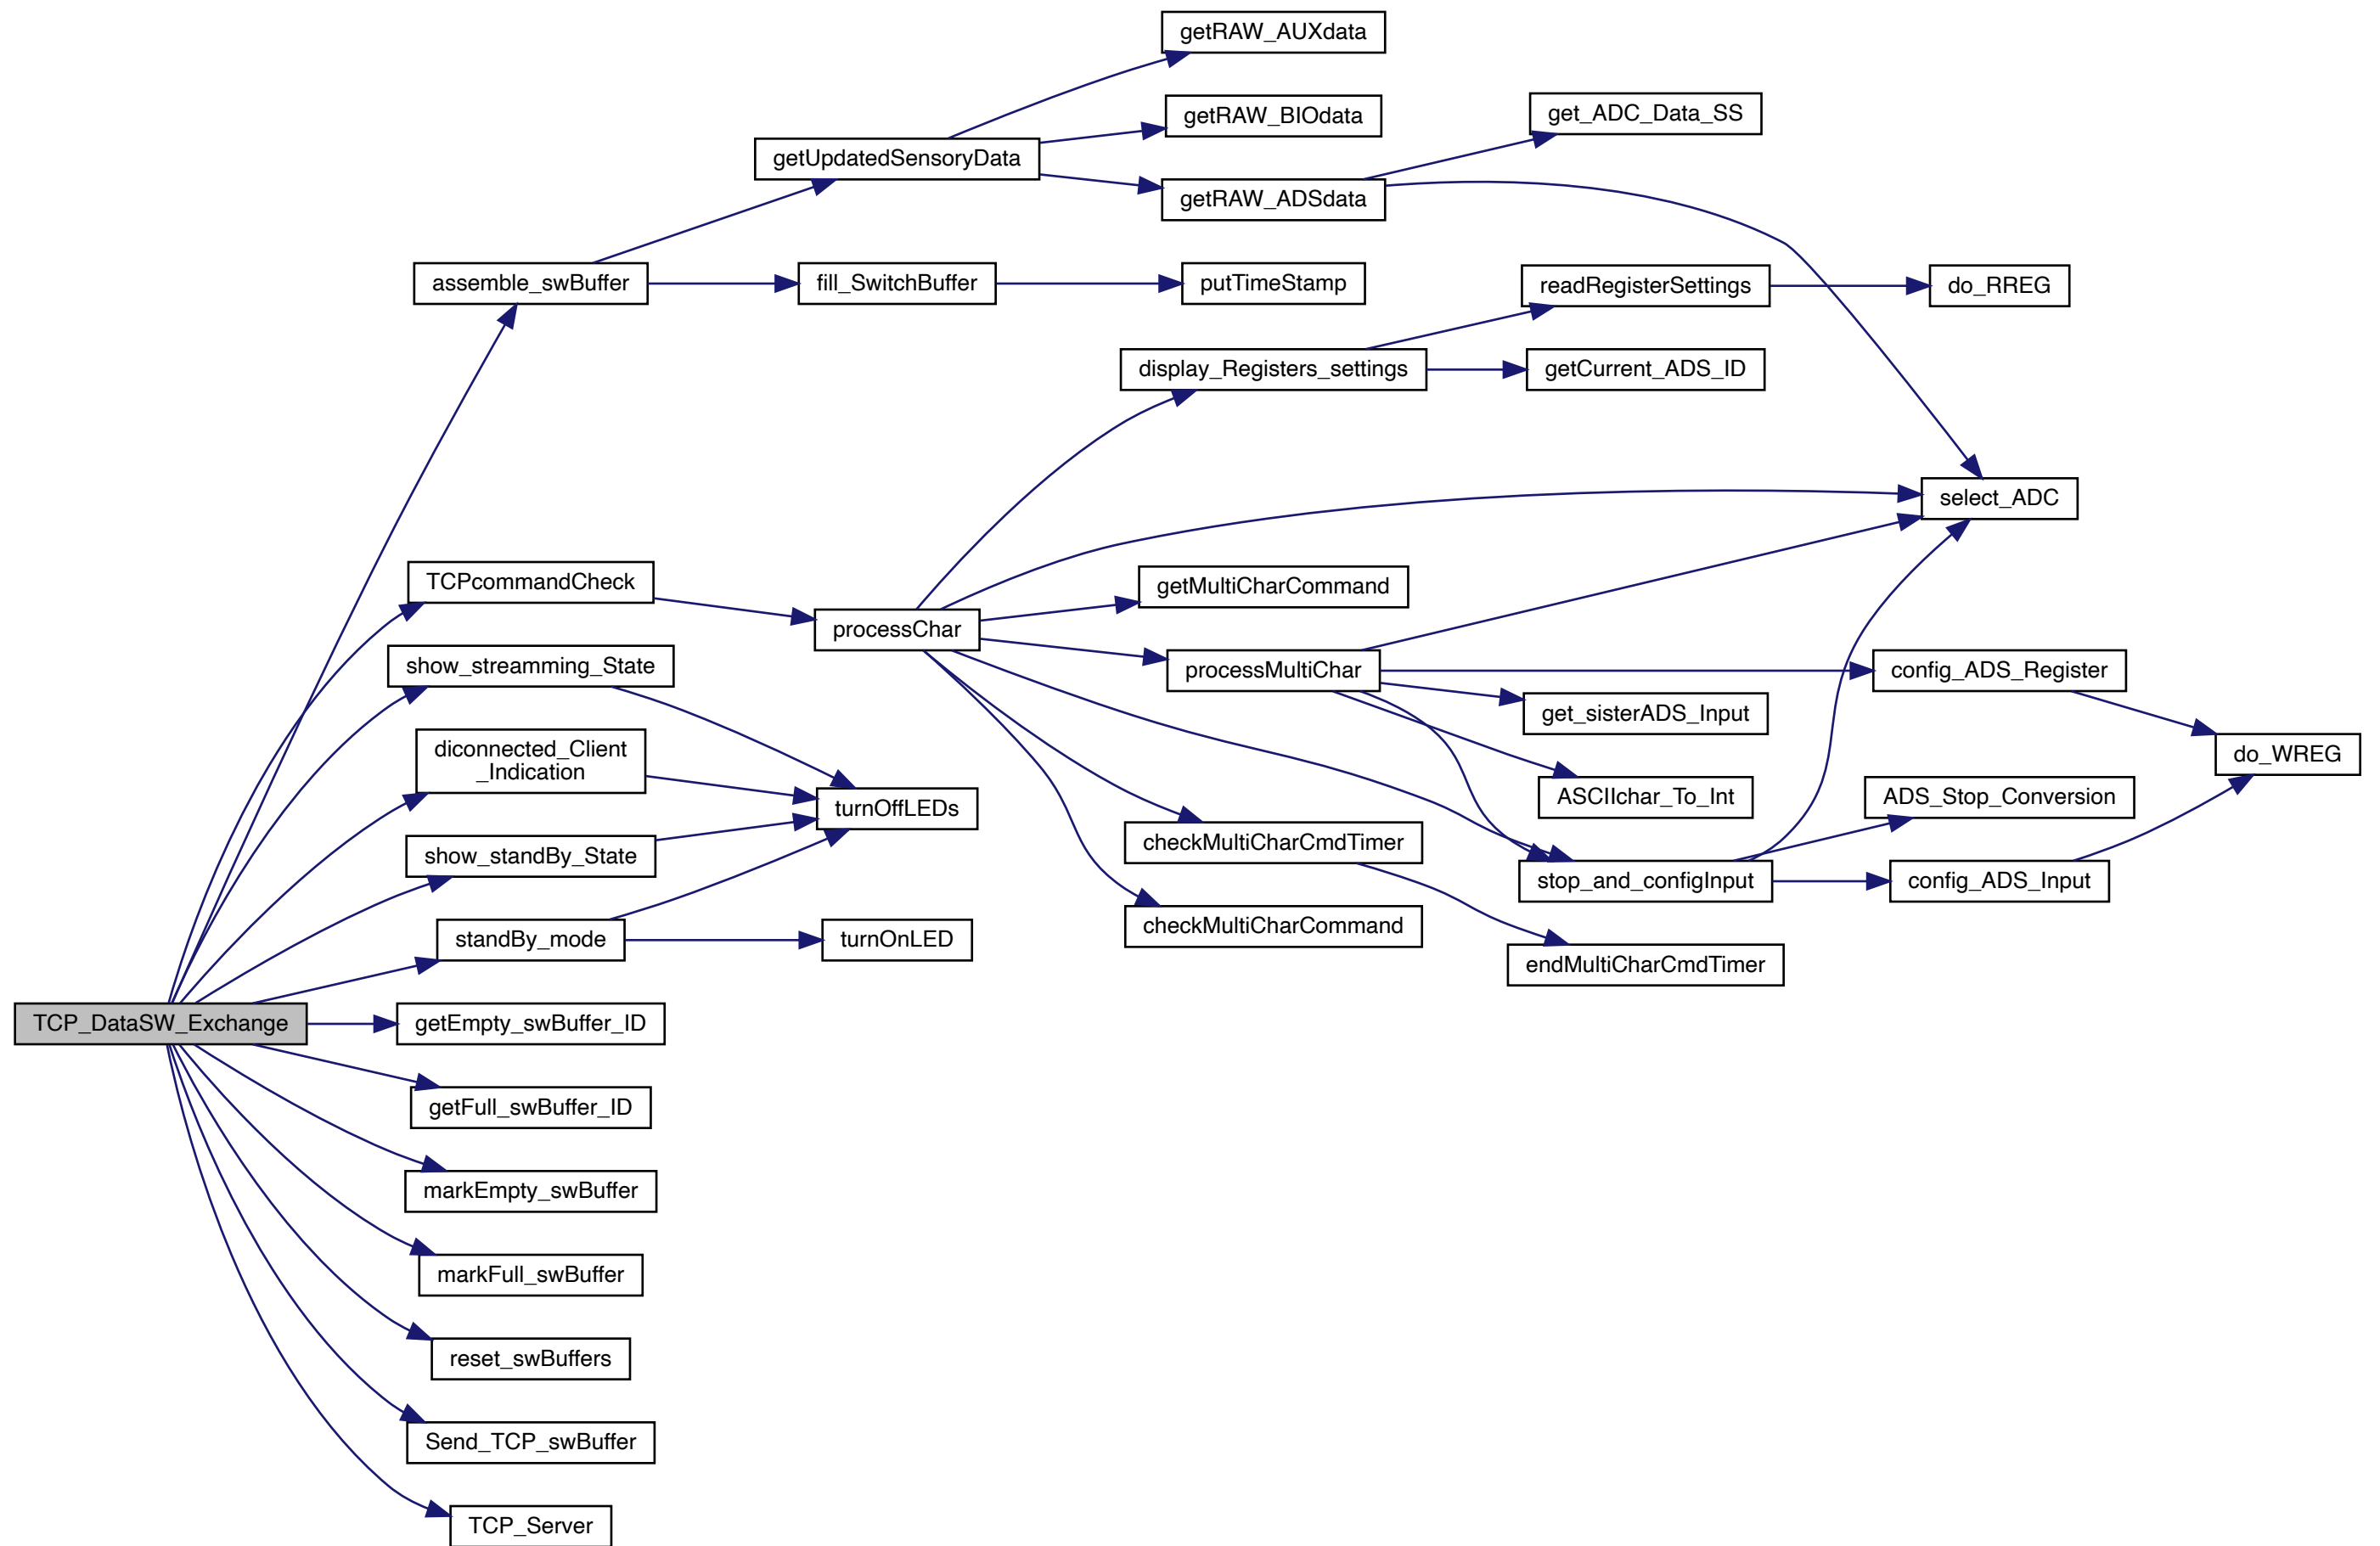 getRAW_AUXdata
getRAW_BIOdata
get_ADC_Data_SS
getUpdatedSensoryData
getRAW_ADSdata
assemble_swBuffer
fill_SwitchBuffer
putTimeStamp
readRegisterSettings
do_RREG
display_Registers_settings
getCurrent_ADS_ID
select_ADC
TCPcommandCheck
getMultiCharCommand
processChar
show_streamming_State
processMultiChar
config_ADS_Register
get_sisterADS_Input
diconnected_Client
_Indication
do_WREG
turnOffLEDs
ASCIIchar_To_Int
ADS_Stop_Conversion
show_standBy_State
checkMultiCharCmdTimer
stop_and_configInput
config_ADS_Input
standBy_mode
turnOnLED
checkMultiCharCommand
endMultiCharCmdTimer
TCP_DataSW_Exchange
getEmpty_swBuffer_ID
getFull_swBuffer_ID
markEmpty_swBuffer
markFull_swBuffer
reset_swBuffers
Send_TCP_swBuffer
TCP_Server